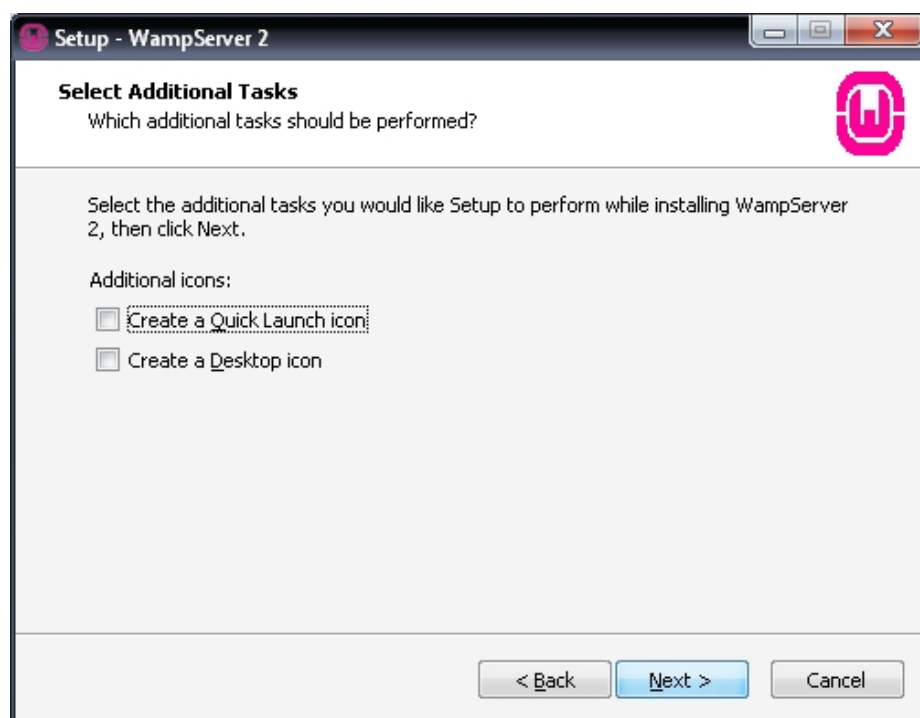 Setup - WampServer 2
Select Additional Tasks
Which additional tasks should be performed?
Select the additional tasks you would like Setup to perform while installing WampServer
2, then click Next.
Additional icons:
Create a Quick Launch icon
Create a Desktop icon
< Back Next > Cancel